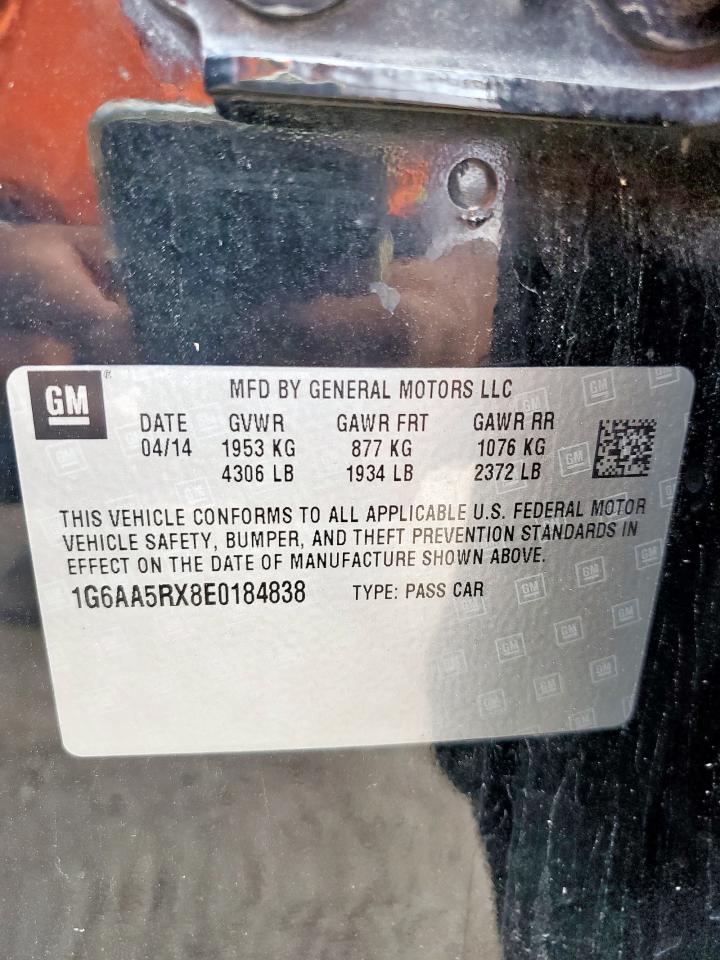 GM
MFD BY GENERAL MOTORS LLC
DATE GVWR GAWR FRT GAWR RR
04/14 1953 KG 877 KG 1076 KG
4306 LB 1934 LB 2372 LB
THIS VEHICLE CONFORMS TO ALL APPLICABLE U.S. FEDERAL MOTOR
VEHICLE SAFETY, BUMPER, AND THEFT PREVENTION STANDARDS IN
EFFECT ON THE DATE OF MANUFACTURE SHOWN ABOVE.
1G6AA5RX8E0184838 TYPE: PASS CAR